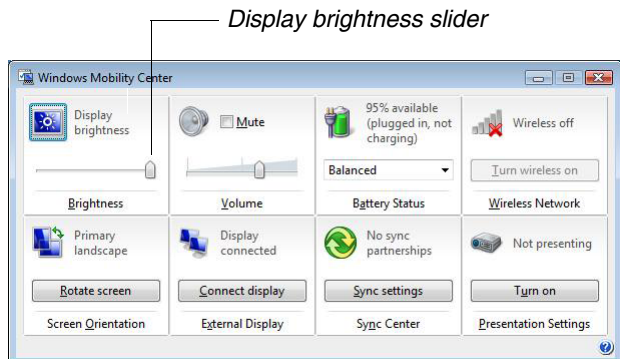 Display brightness slider
Windows Mobility Center
Display
brightness
Mute
95% available
(plugged in, not
charging)
Wireless off
Balanced
Turn wireless on
Brightness
Volume
Battery Status
Wireless Network
Primary
landscape
Display
connected
No sync
partnerships
Not presenting
Rotate screen
Connect display
Sync settings
Turn on
Screen Orientation
External Display
Sync Center
Presentation Settings
?